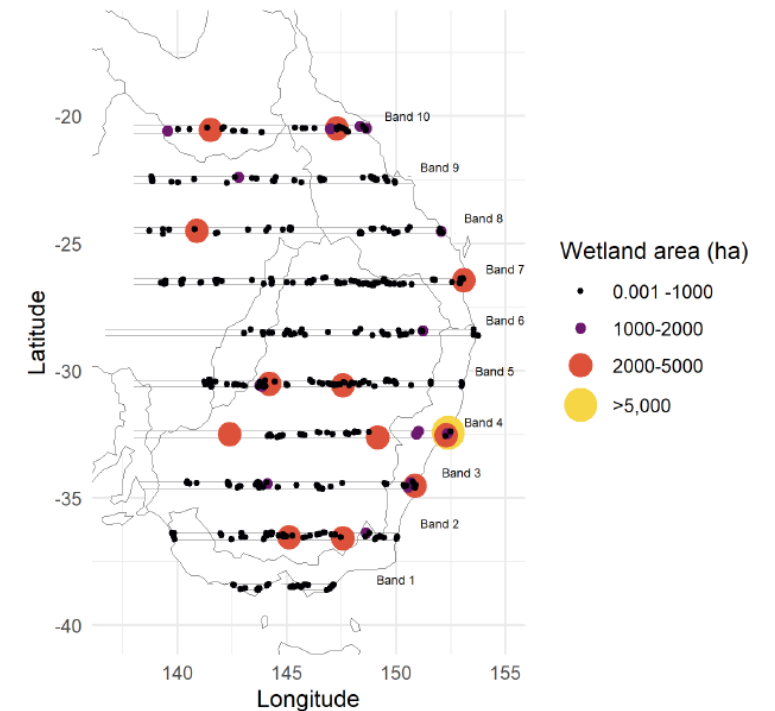 -20
-25
-30
-35
-40
Latitude
140
145
150
155
Longitude
Band 10
Band 9
Band 8
Band 7
Band 6
Band 5
Band 4
Band 3
Band 2
Band 1
Wetland area (ha)
0.001 -1000
1000-2000
2000-5000
>5,000